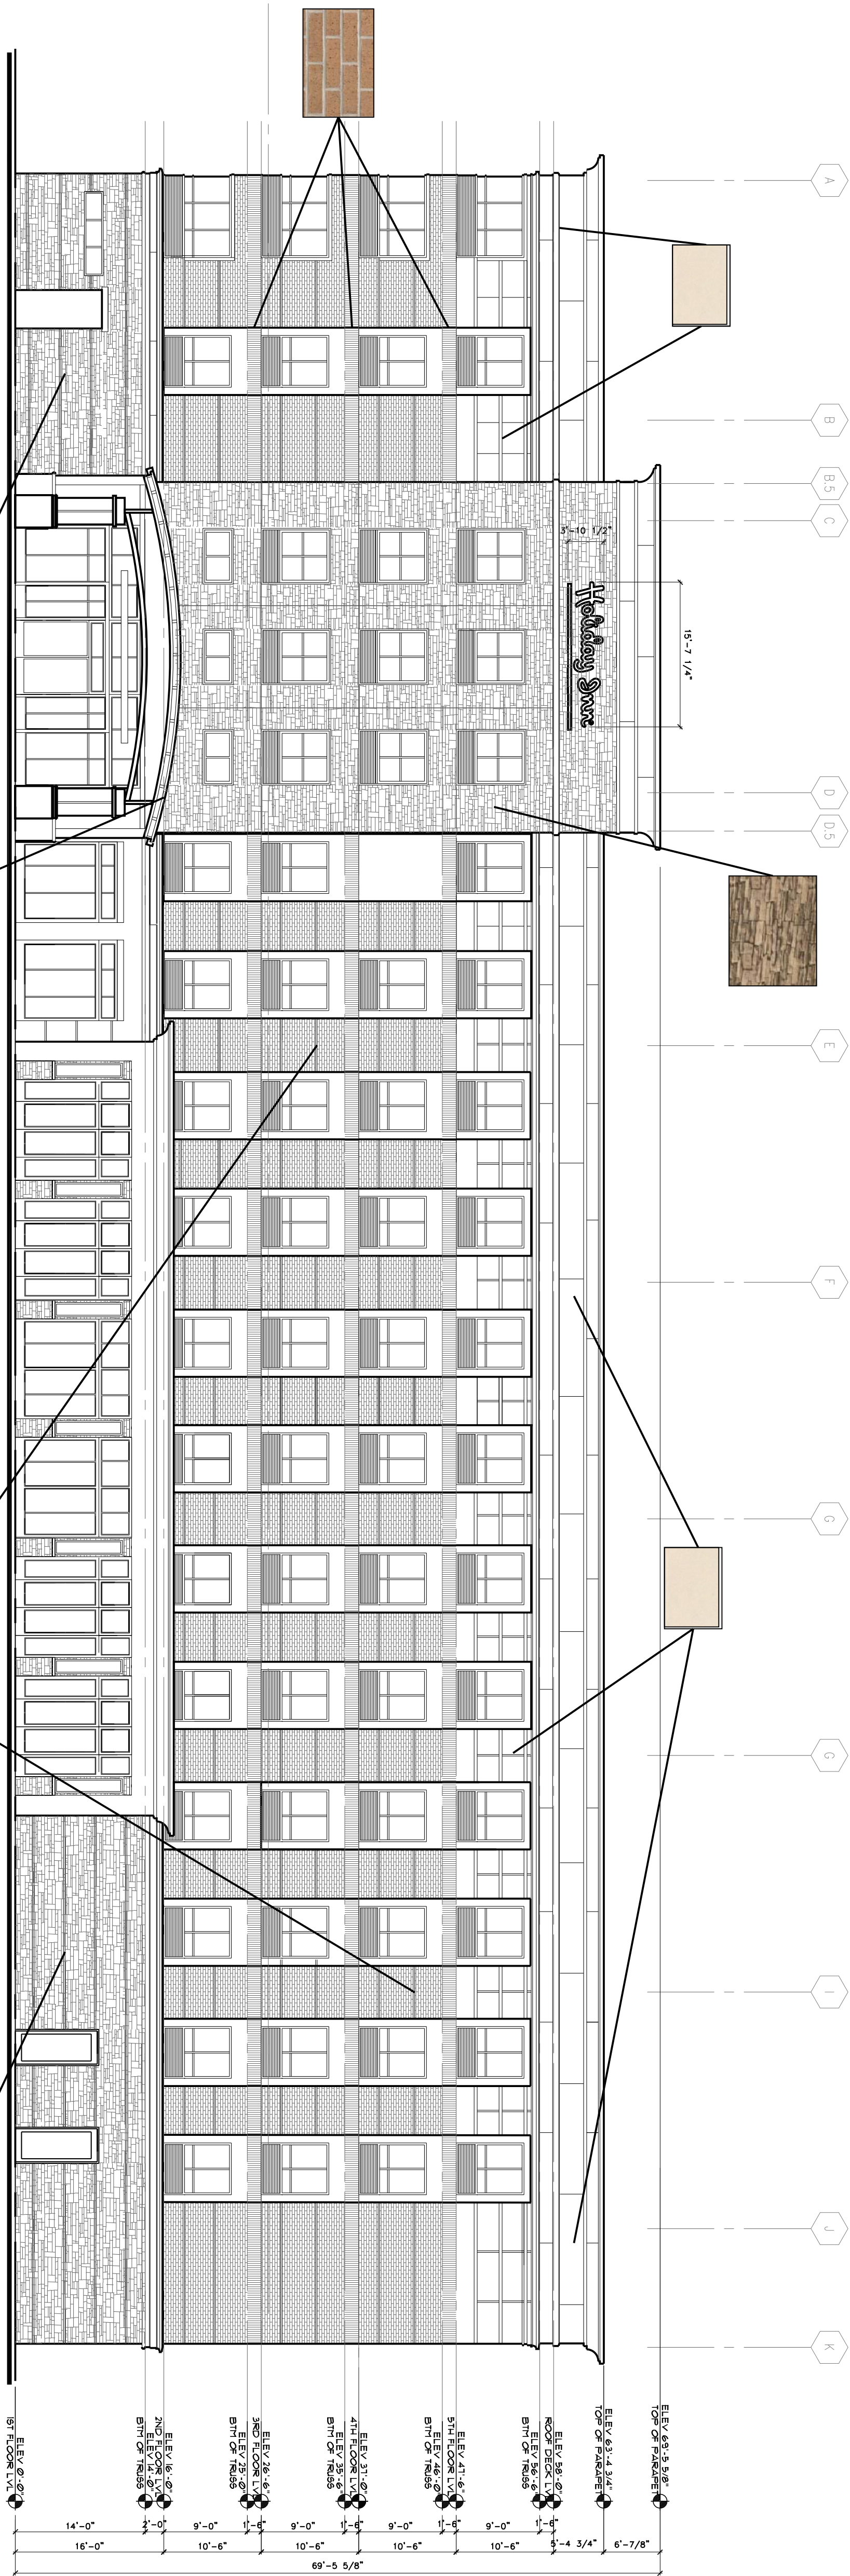 A
B
B.5
C
D
D.5
E
F
G
G
I
J
K
3'-10 1/2"
15'-7 1/4"
Holiday Inn
ELEV 69'-5 5/8"
TOP OF PARAPET
ELEV 63'-4 3/4"
TOP OF PARAPET
ELEV 58'-0"
ROOF DECK LVL
ELEV 56'-6"
BTM OF TRUSS
ELEV 47'-6"
5TH FLOOR LVL
ELEV 46'-0"
BTM OF TRUSS
ELEV 37'-0"
4TH FLOOR LVL
ELEV 35'-6"
BTM OF TRUSS
ELEV 26'-6"
3RD FLOOR LVL
ELEV 25'-0"
BTM OF TRUSS
ELEV 16'-0"
2ND FLOOR LVL
ELEV 14'-0"
BTM OF TRUSS
ELEV 0'-0"
1ST FLOOR LVL
6'-7/8"
5'-4 3/4"
1'-6"
9'-0"
10'-6"
1'-6"
9'-0"
10'-6"
1'-6"
9'-0"
10'-6"
1'-6"
9'-0"
10'-6"
2'-0"
14'-0"
16'-0"
69'-5 5/8"